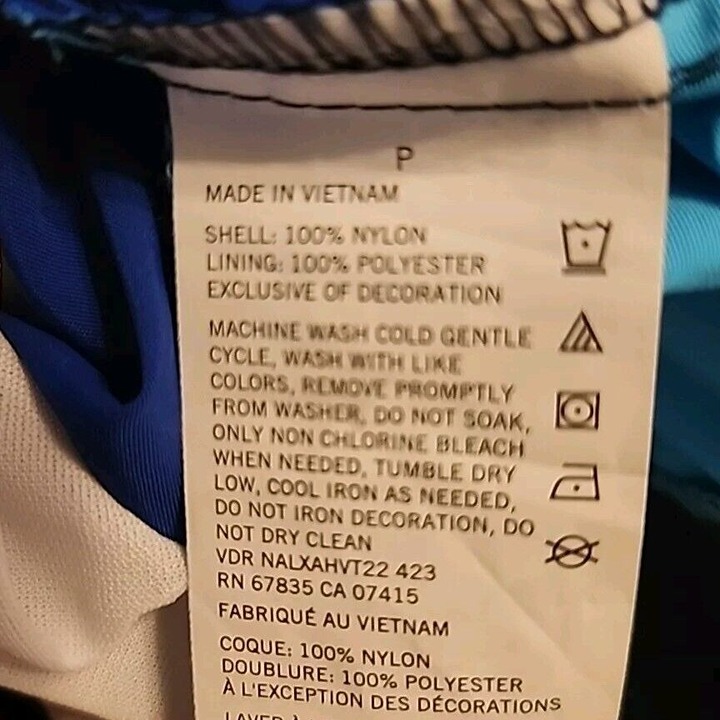 P
MADE IN VIETNAM
SHELL: 100% NYLON
LINING: 100% POLYESTER
EXCLUSIVE OF DECORATION
MACHINE WASH COLD GENTLE
CYCLE, WASH WITH LIKE
COLORS, REMOVE PROMPTLY
FROM WASHER, DO NOT SOAK,
ONLY NON CHLORINE BLEACH
WHEN NEEDED, TUMBLE DRY
LOW, COOL IRON AS NEEDED,
DO NOT IRON DECORATION, DO
NOT DRY CLEAN
VDR NALXAHVT22 423
RN 67835 CA 07415
FABRIQUÉ AU VIETNAM
COQUE: 100% NYLON
DOUBLURE: 100% POLYESTER
À L'EXCEPTION DES DÉCORATIONS
LAVER À